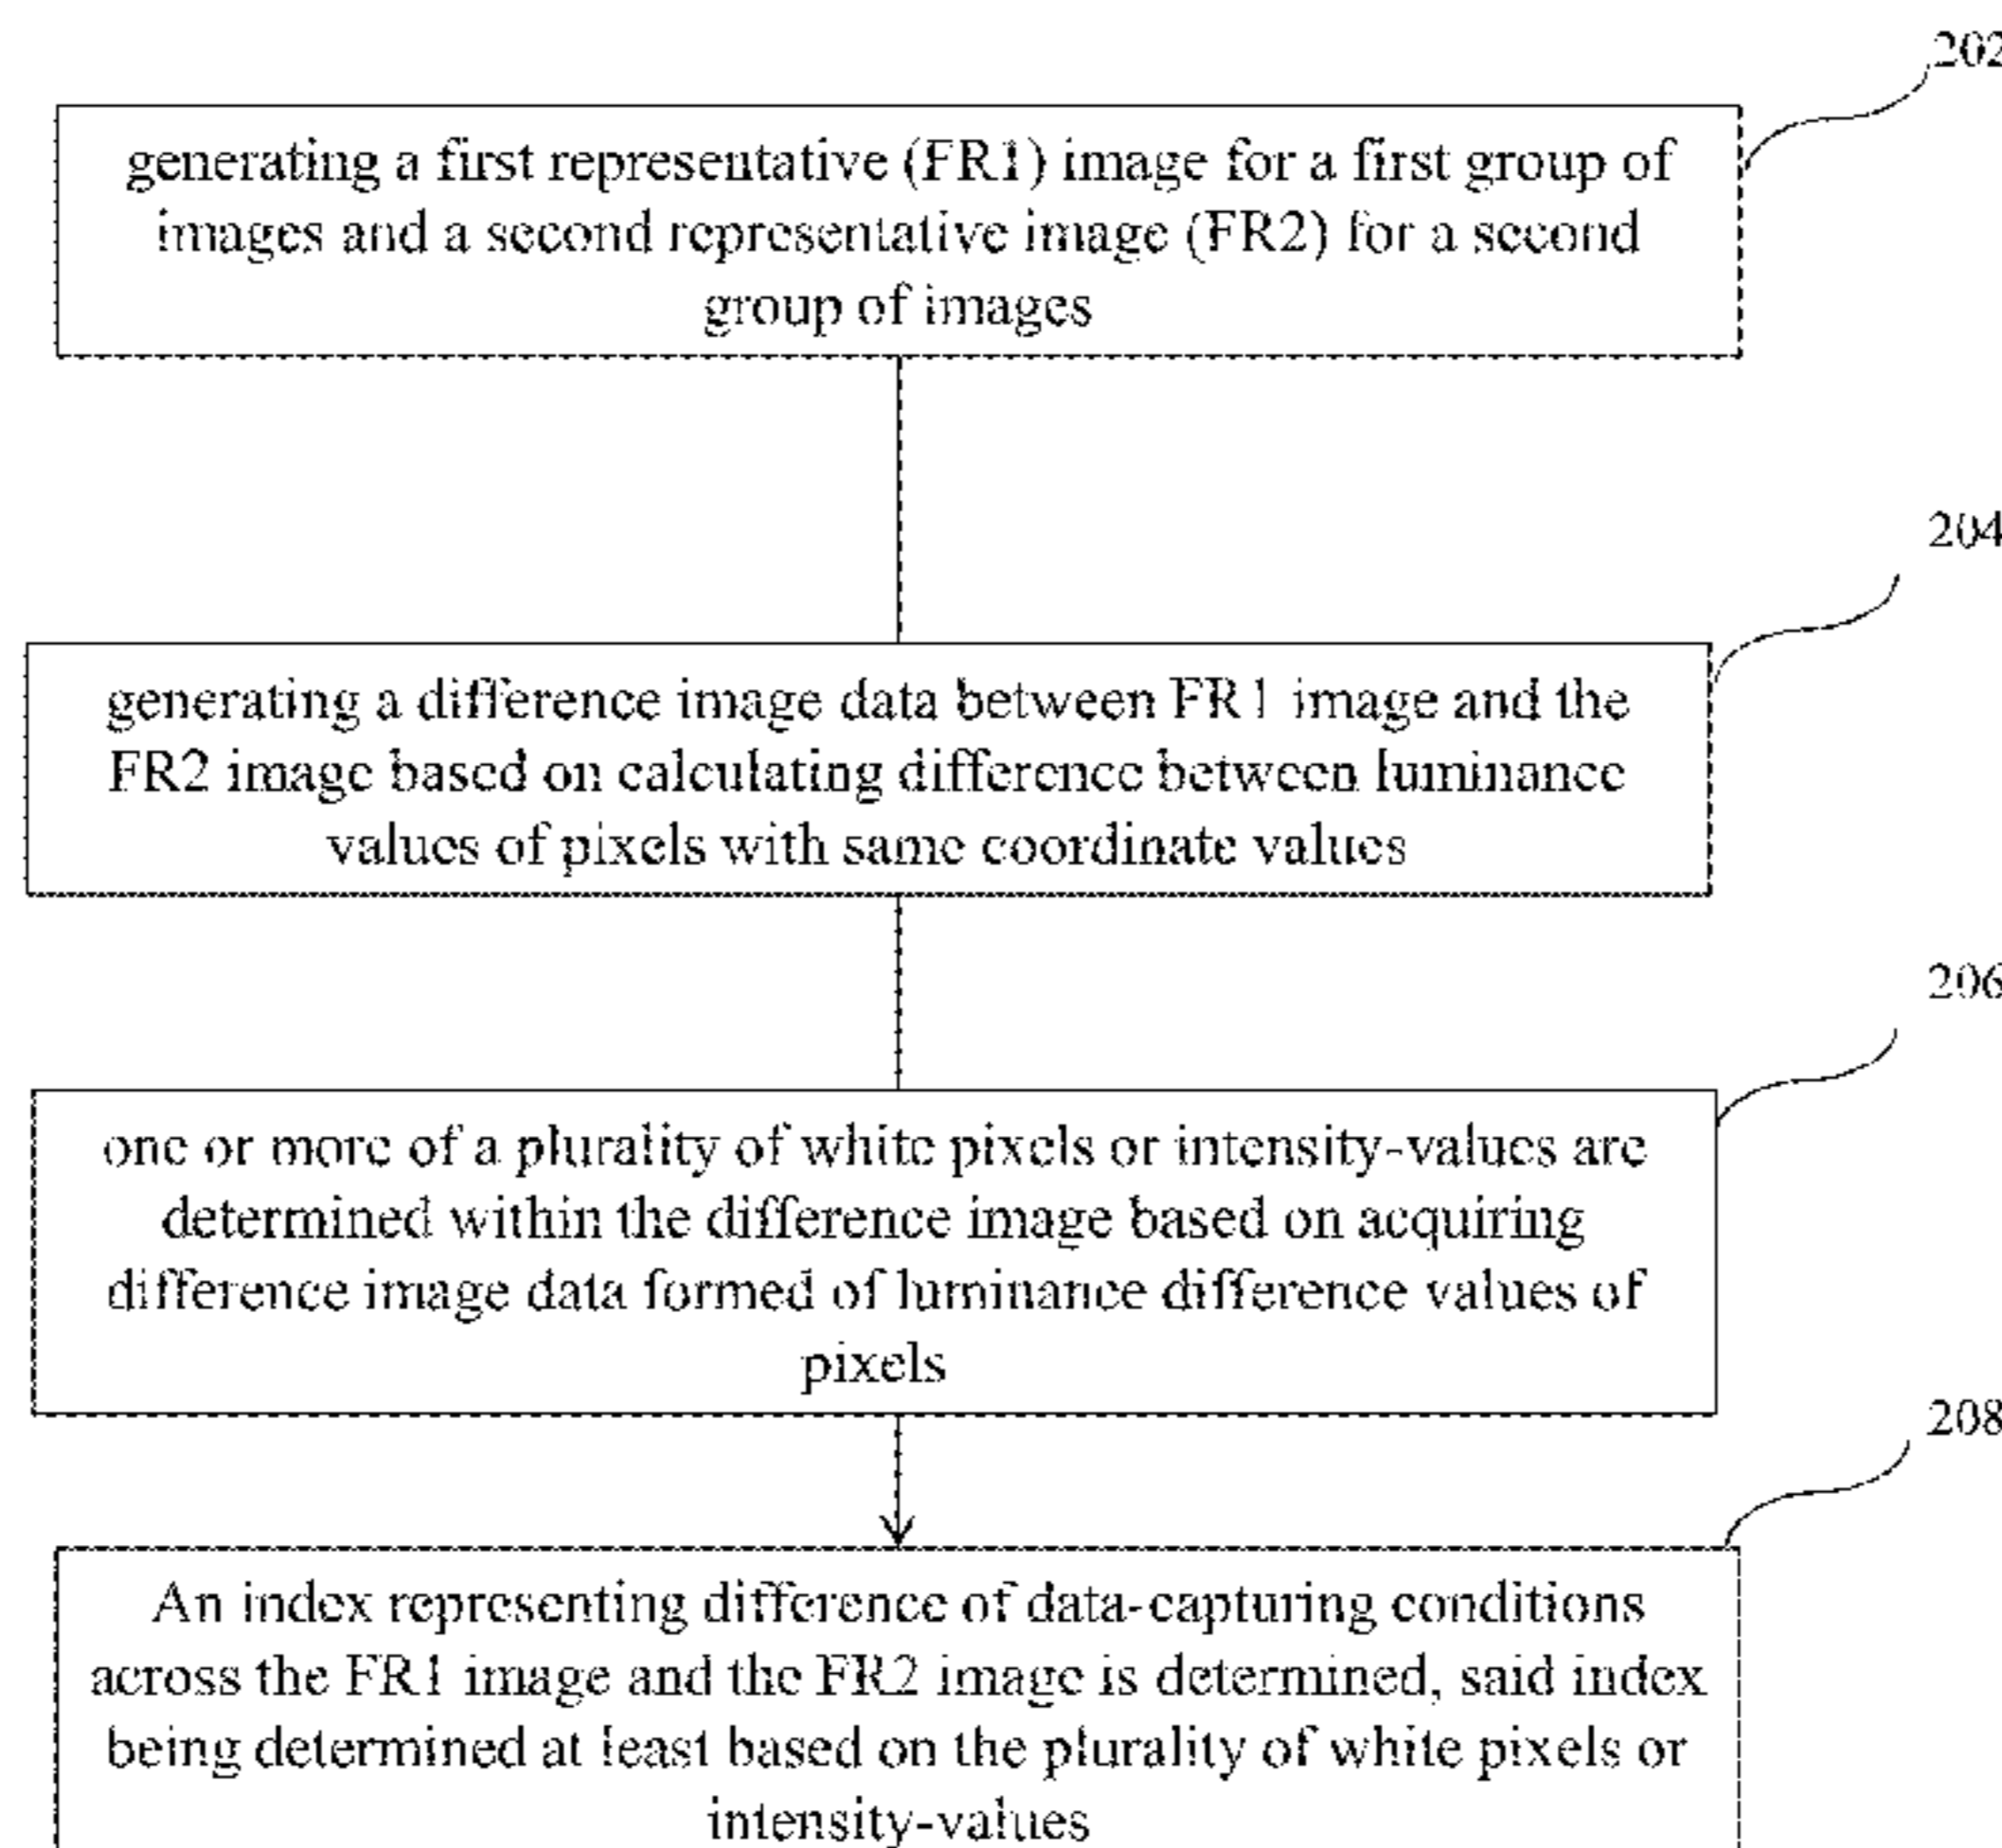 202
generating a first representative (FR1) image for a first group of
images and a second representative image (FR2) for a second
group of images
204
generating a difference image data between FR1 image and the
FR2 image based on calculating difference between luminance
values of pixels with same coordinate values
206
one or more of a plurality of white pixels or intensity-values are
determined within the difference image based on acquiring
difference image data formed of luminance difference values of
pixels
208
An index representing difference of data-capturing conditions
across the FR1 image and the FR2 image is determined, said index
being determined at least based on the plurality of white pixels or
intensity-values